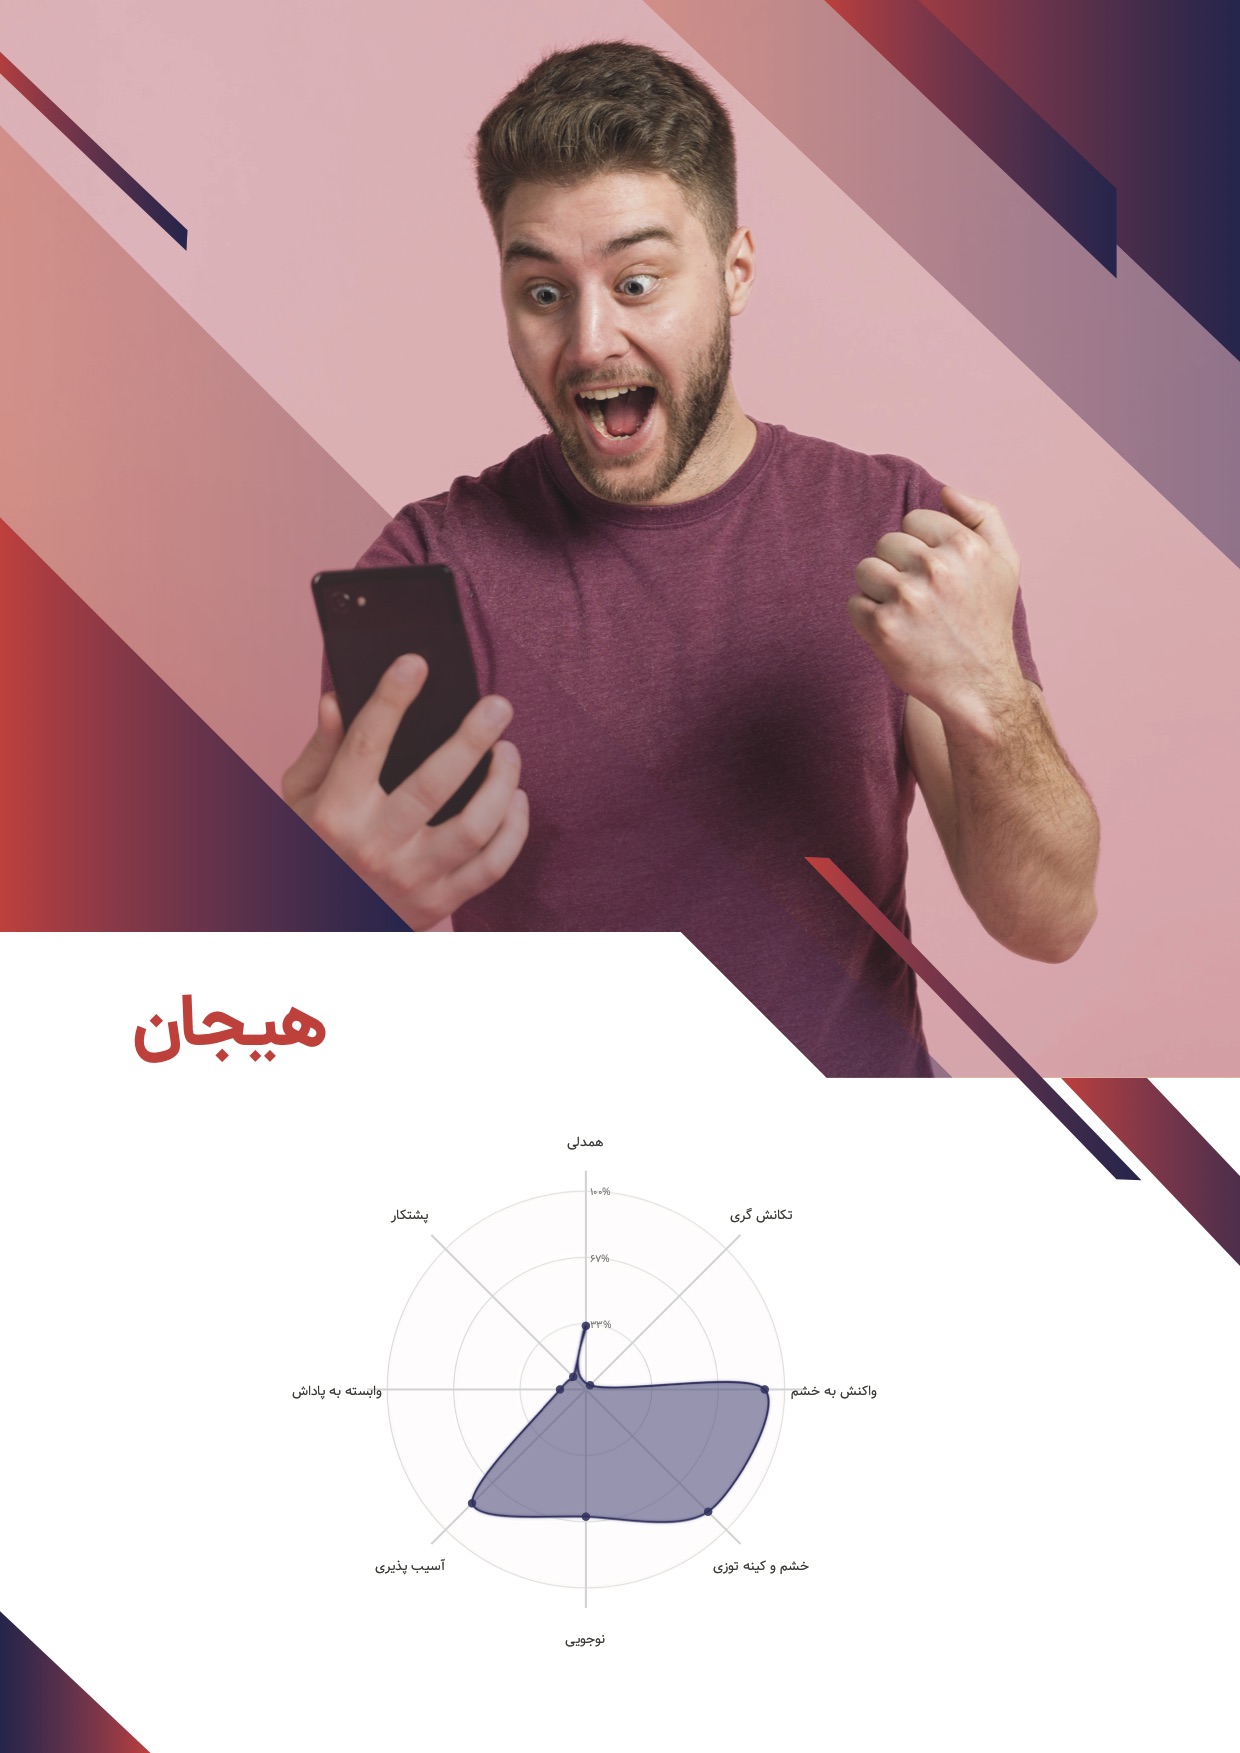 هیجان
همدلی
پشتکار
تکانش گری
۱۰۰%
۶۷%
۳۳%
وابسته به پاداش
واکنش به خشم
آسیب پذیری
خشم و کینه توزی
نوجویی